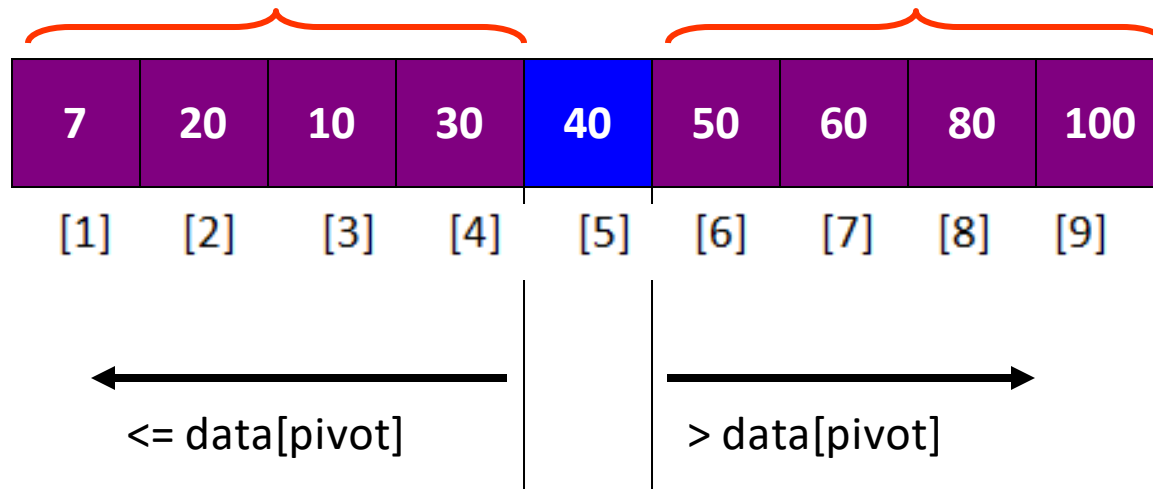 7 20 10 30 40 50 60 80 100
[1] [2] [3] [4] [5] [6] [7] [8] [9]
<= data[pivot] > data[pivot]